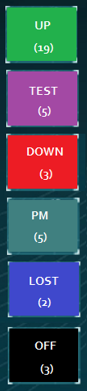 UP
(19)
TEST
(5)
DOWN
(3)
PM
(5)
LOST
(2)
OFF
(3)